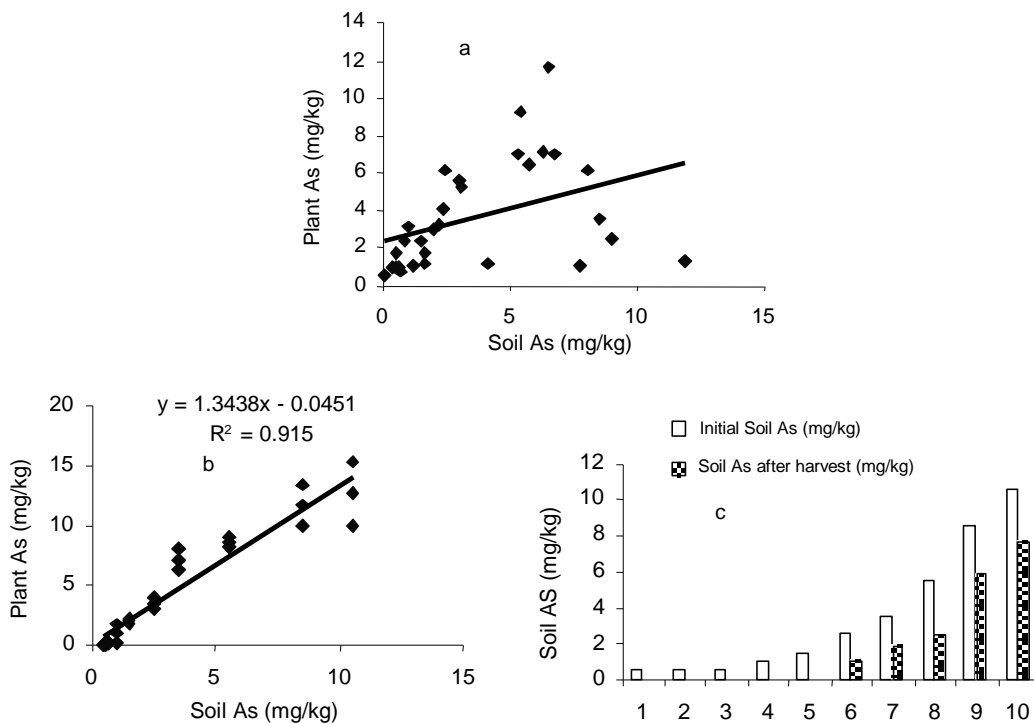 14
12
10
8
6
4
2
0
a
Plant As (mg/kg)
0 5 10 15
Soil As (mg/kg)
20
15
10
5
0
y = 1.3438x - 0.0451
R² = 0.915
b
Plant As (mg/kg)
0 5 10 15
Soil As (mg/kg)
Initial Soil As (mg/kg)
Soil As after harvest (mg/kg)
12
10
8
6
4
2
0
c
Soil AS (mg/kg)
1 2 3 4 5 6 7 8 9 10